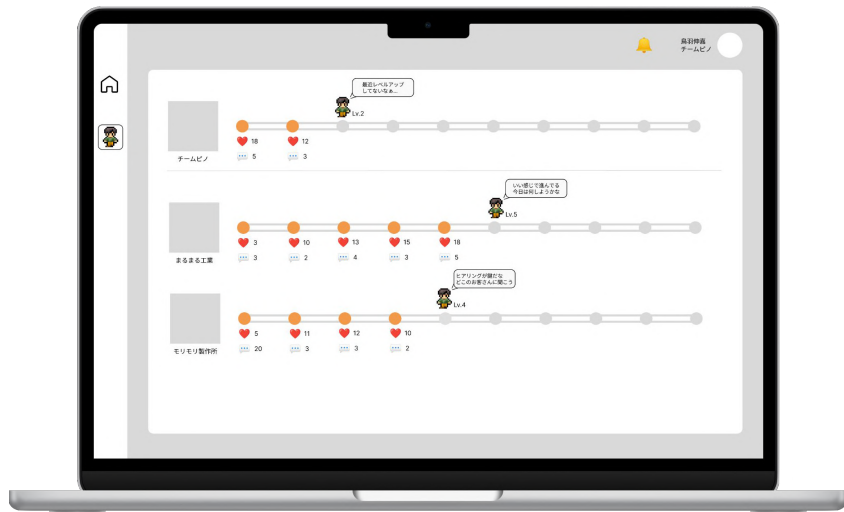 鳥羽伸嘉
チームピノ
最近レベルアップ
してないなぁ…
Lv.2
18
12
5
3
チームピノ
いい感じで進んでる
今日は何しようかな
Lv.5
3
10
13
15
18
3
2
4
3
5
まるまる工業
ヒアリングが鍵だな
どこのお客さんに聞こう
Lv.4
5
11
12
10
20
3
3
2
モリモリ製作所